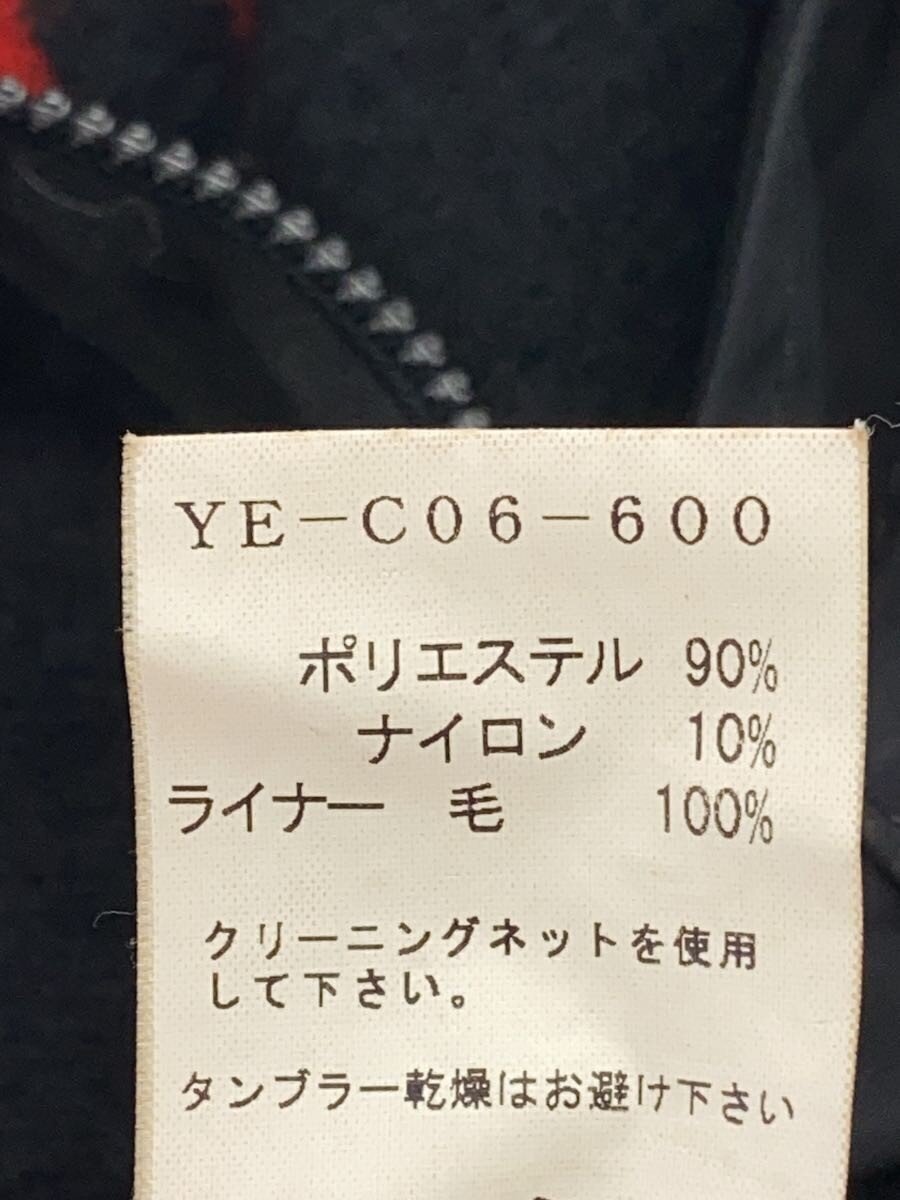 YE-C06-600
ポリエステル 90%
ナイロン 10%
ライナー 毛 100%
クリーニングネットを使用
して下さい。
タンブラー乾燥はお避け下さい